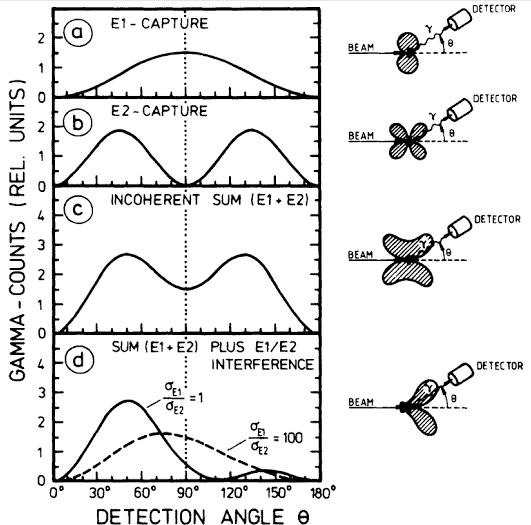 GAMMA-COUNTS (REL. UNITS)
a
E1-CAPTURE
2
1
0
b
E2-CAPTURE
2
1
0
c
INCOHERENT SUM (E1+E2)
4
3
2
1
0
d
SUM (E1+E2) PLUS E1/E2
INTERFERENCE
σE1/σE2 = 1
σE1/σE2 = 100
4
3
2
1
0
0° 30° 60° 90° 120° 150° 180°
DETECTION ANGLE θ
DETECTOR
γ
BEAM
θ
DETECTOR
γ
BEAM
θ
DETECTOR
γ
BEAM
θ
DETECTOR
γ
BEAM
θ